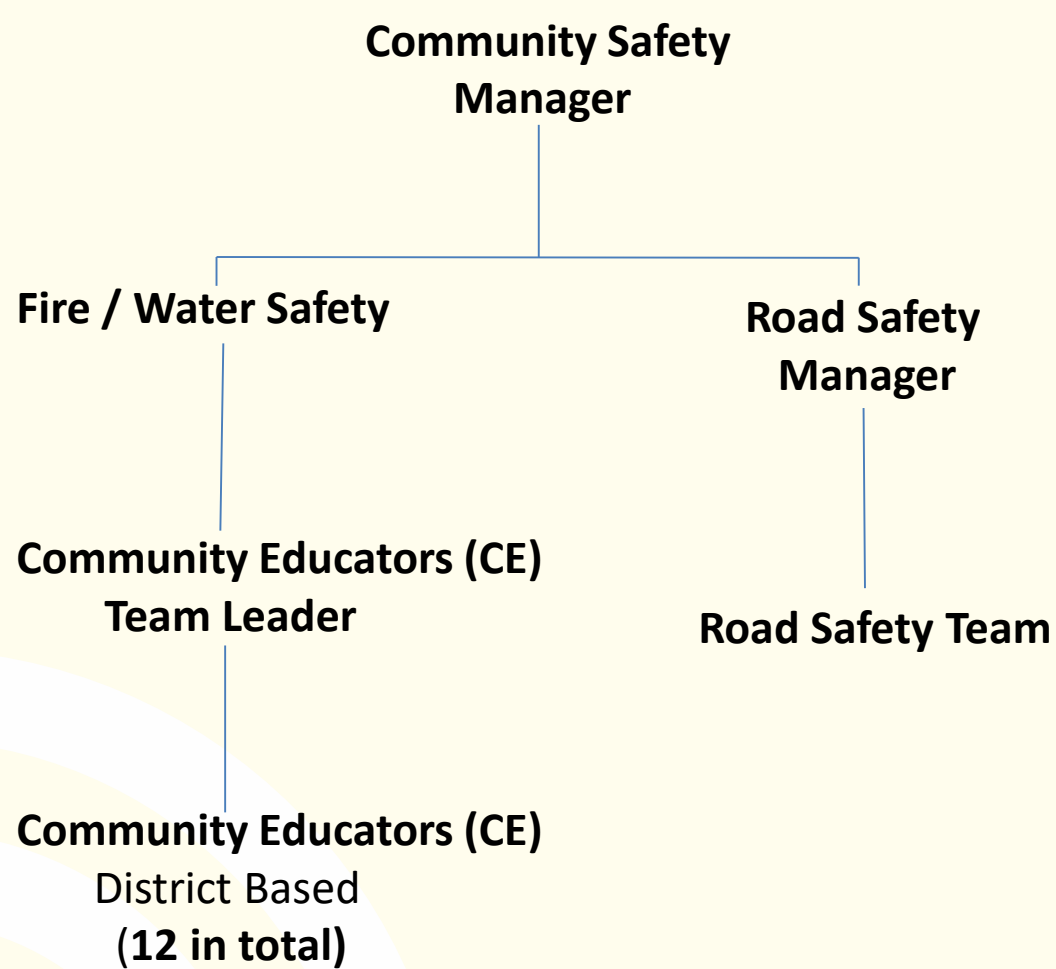 Community Safety
Manager
Fire / Water Safety
Road Safety
Manager
Community Educators (CE)
Team Leader
Road Safety Team
Community Educators (CE)
District Based
(12 in total)